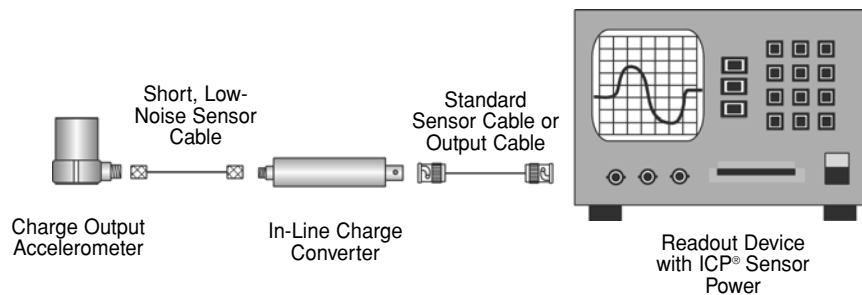 Short, Low-
Noise Sensor
Cable
Standard
Sensor Cable or
Output Cable
Charge Output
Accelerometer
In-Line Charge
Converter
Readout Device
with ICP® Sensor
Power